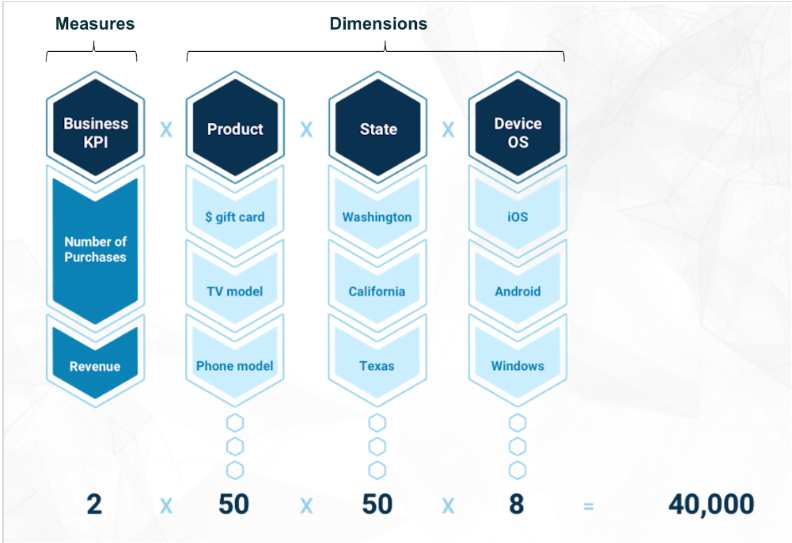 Measures
Dimensions
Business
KPI
X
Product
X
State
X
Device
OS
Number of
Purchases
Revenue
$ gift card
TV model
Phone model
Washington
California
Texas
iOS
Android
Windows
2 X 50 X 50 X 8 = 40,000